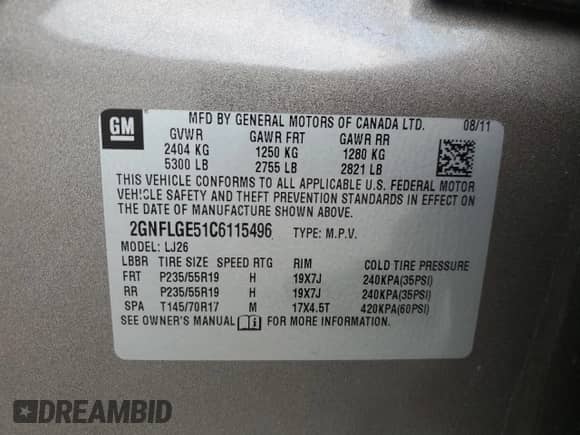 GM
MFD BY GENERAL MOTORS OF CANADA LTD. 08/11
GVWR GAWR FRT GAWR RR
2404 KG 1250 KG 1280 KG
5300 LB 2755 LB 2821 LB
THIS VEHICLE CONFORMS TO ALL APPLICABLE U.S. FEDERAL MOTOR
VEHICLE SAFETY AND THEFT PREVENTION STANDARDS IN EFFECT ON
THE DATE OF MANUFACTURE SHOWN ABOVE.
2GNFLGE51C6115496 TYPE: M.P.V.
MODEL: LJ26
LBBR TIRE SIZE SPEED RTG RIM COLD TIRE PRESSURE
FRT P235/55R19 H 19X7J 240KPA(35PSI)
RR P235/55R19 H 19X7J 240KPA(35PSI)
SPA T145/70R17 M 17X4.5T 420KPA(60PSI)
SEE OWNER'S MANUAL FOR MORE INFORMATION.
DREAMBID